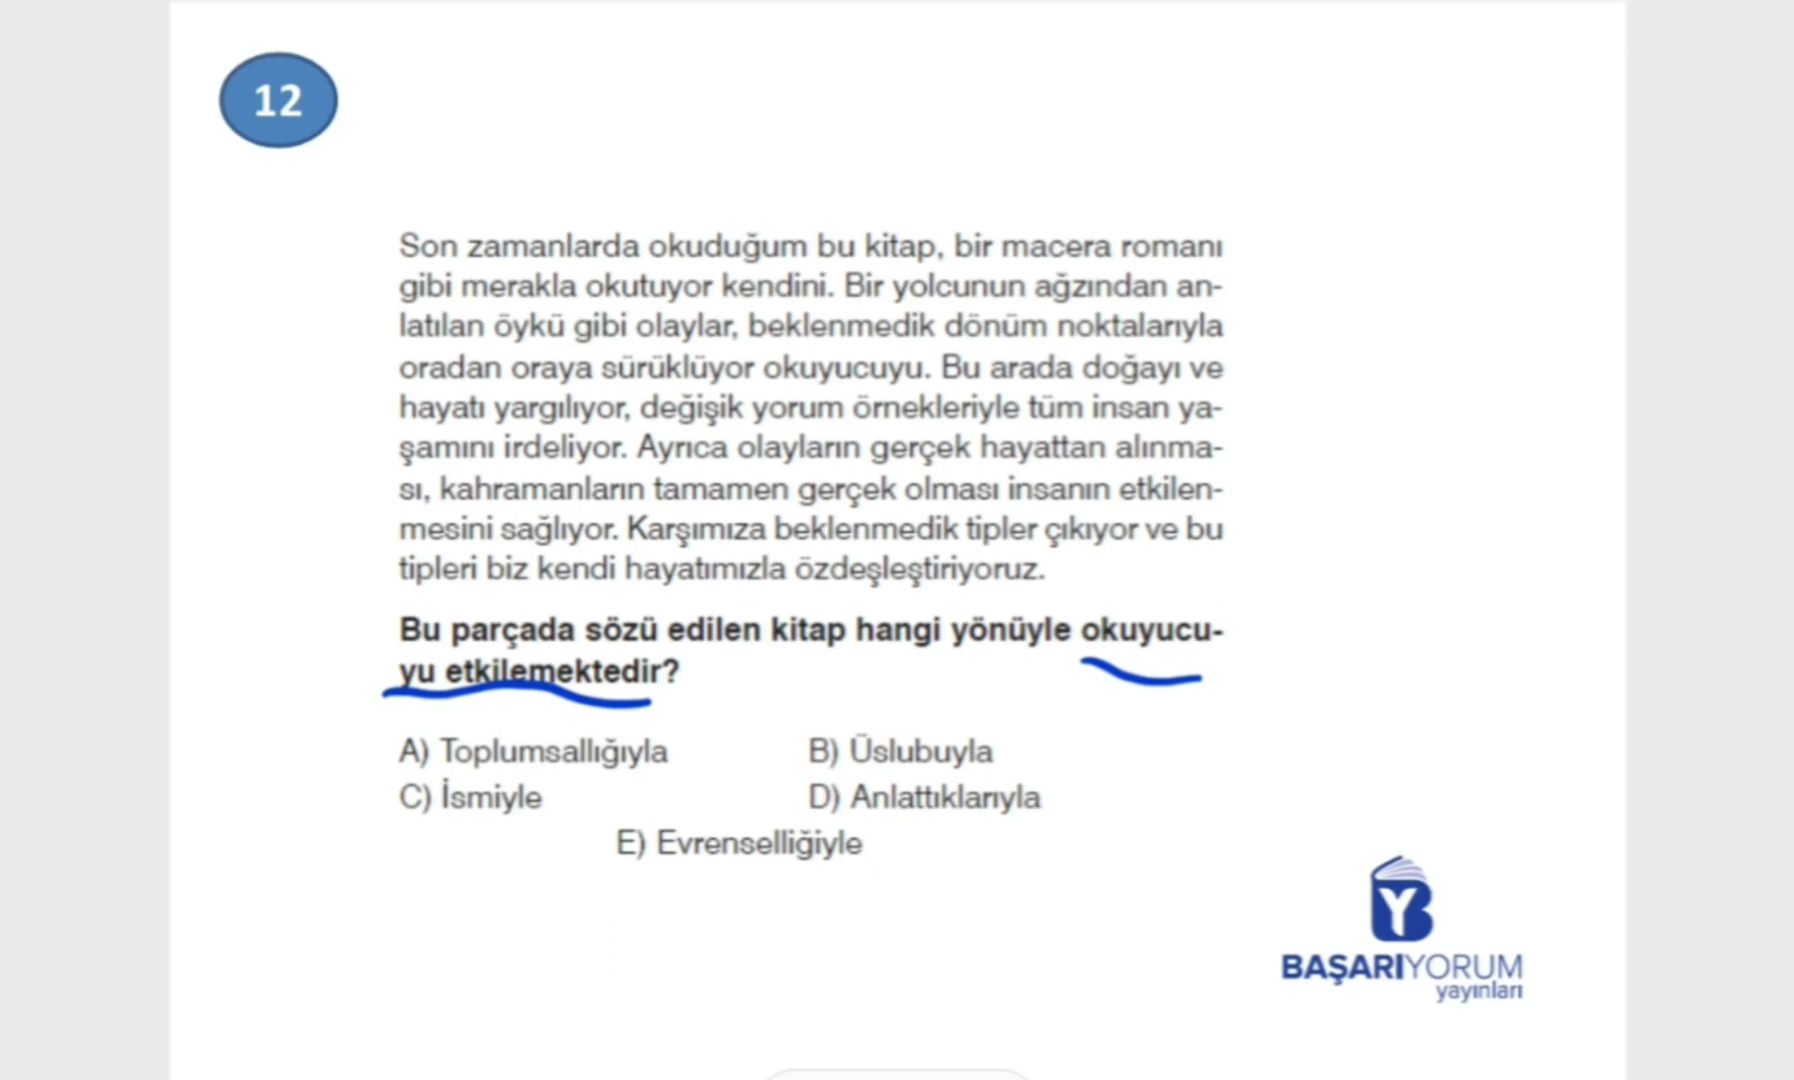 12
Son zamanlarda okuduğum bu kitap, bir macera romanı
gibi merakla okutuyor kendini. Bir yolcunun ağzından an-
latılan öykü gibi olaylar, beklenmedik dönüm noktalarıyla
oradan oraya sürüklüyor okuyucuyu. Bu arada doğayı ve
hayatı yargılıyor, değişik yorum örnekleriyle tüm insan ya-
şamını irdeliyor. Ayrıca olayların gerçek hayattan alınma-
sı, kahramanların tamamen gerçek olması insanın etkilen-
mesini sağlıyor. Karşımıza beklenmedik tipler çıkıyor ve bu
tipleri biz kendi hayatımızla özdeşleştiriyoruz.
Bu parçada sözü edilen kitap hangi yönüyle okuyucu-
yu etkilemektedir?
A) Toplumsallığıyla B) Üslubuyla
C) İsmiyle D) Anlattıklarıyla
E) Evrenselliğiyle
BAŞARIYORUM
yayınları